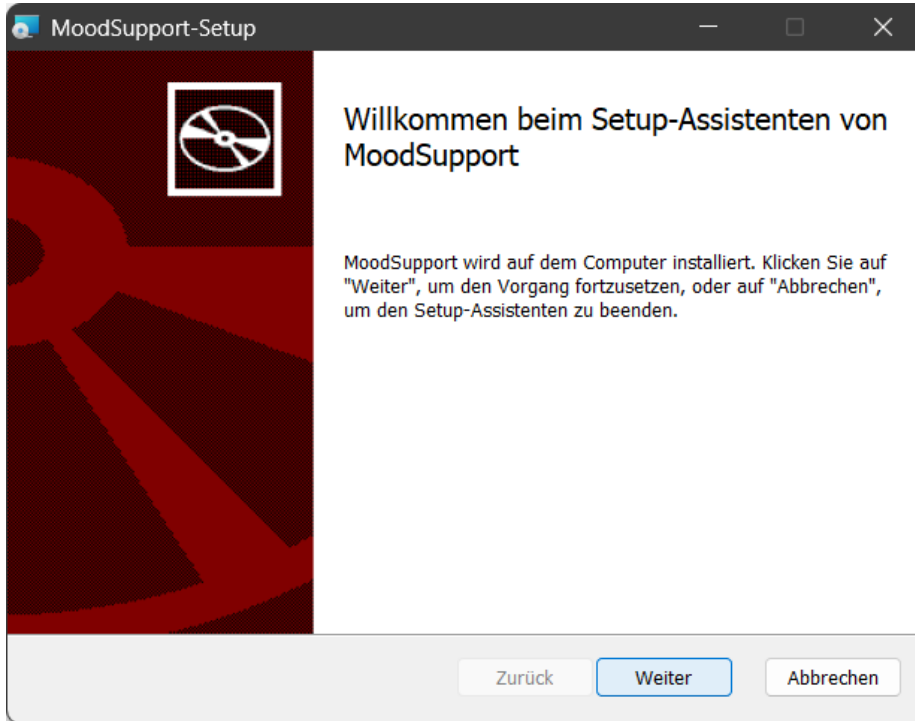 MoodSupport-Setup
Willkommen beim Setup-Assistenten von
MoodSupport
MoodSupport wird auf dem Computer installiert. Klicken Sie auf
"Weiter", um den Vorgang fortzusetzen, oder auf "Abbrechen",
um den Setup-Assistenten zu beenden.
Zurück
Weiter
Abbrechen